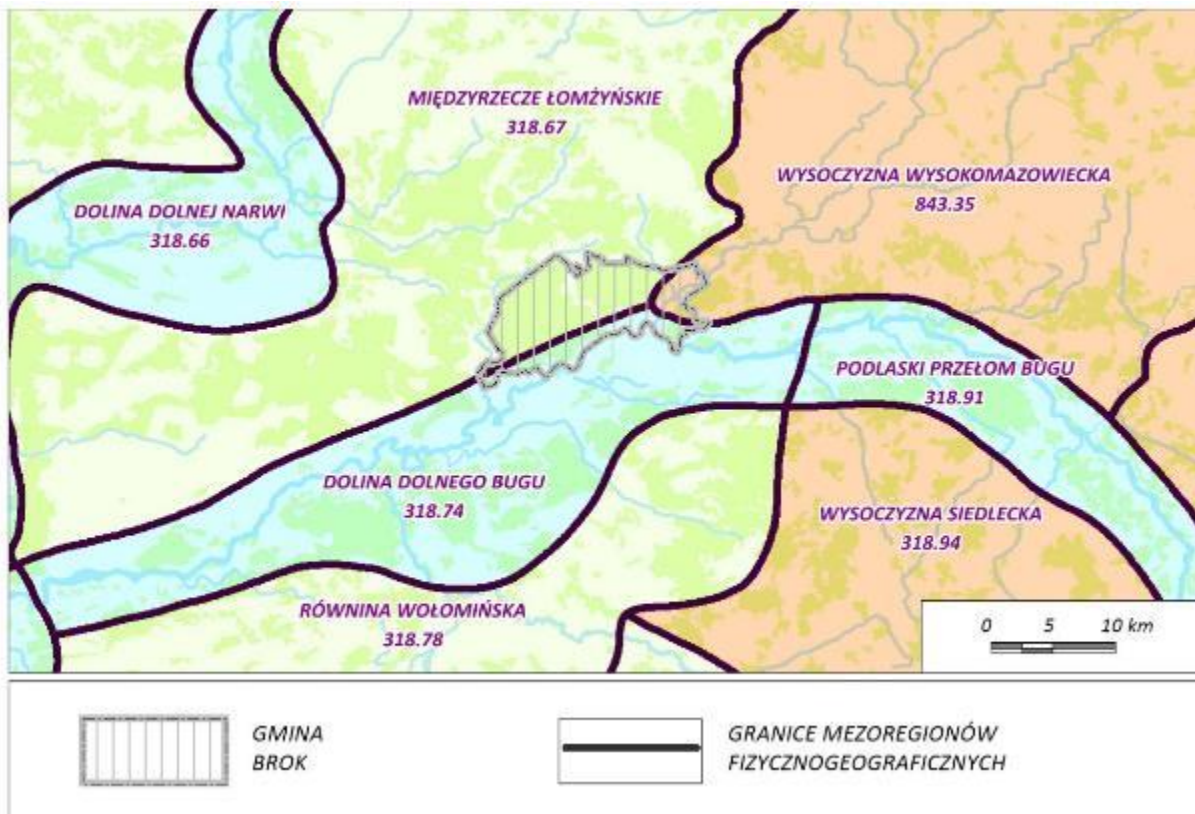 MIĘDZYRZECZE ŁOMŻYŃSKIE
318.67
WYSOCZYZNA WYSOKOMAZOWIECKA
843.35
DOLINA DOLNEJ NARWI
318.66
PODLASKI PRZEŁOM BUGU
318.91
DOLINA DOLNEGO BUGU
318.74
WYSOCZYZNA SIEDLECKA
318.94
RÓWNINA WOŁOMIŃSKA
318.78
0 5 10 km
GMINA
BROK
GRANICE MEZOREGIONÓW
FIZYCZNOGEOGRAFICZNYCH